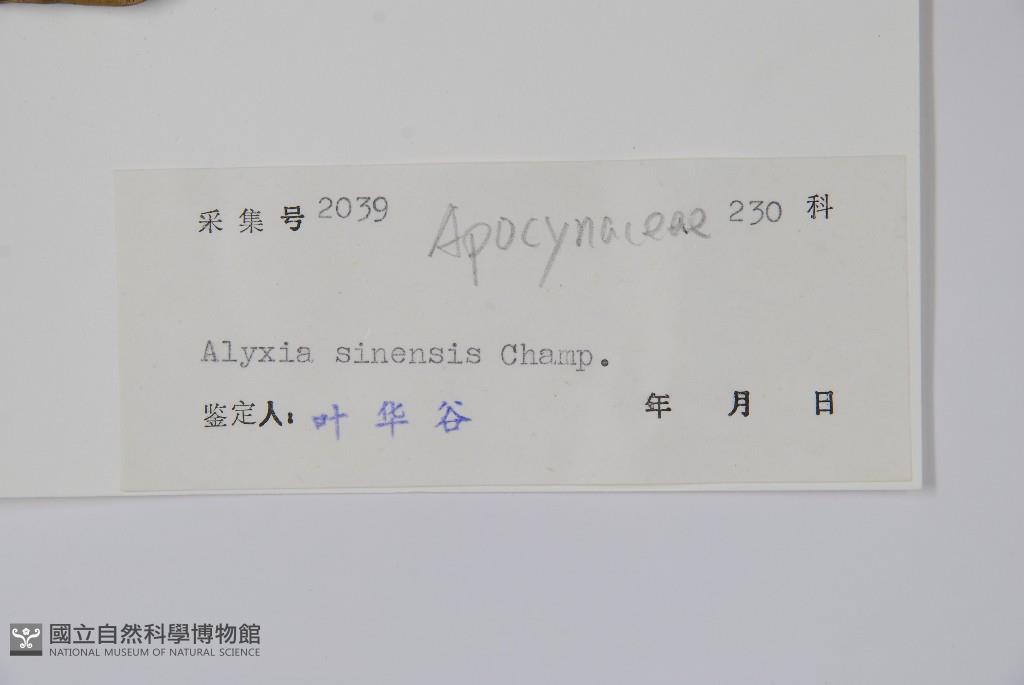 采集号 2039 Apocynaceae 230 科
Alyxia sinensis Champ.
鉴定人: 叶华谷 年 月 日
國立自然科學博物館
NATIONAL MUSEUM OF NATURAL SCIENCE